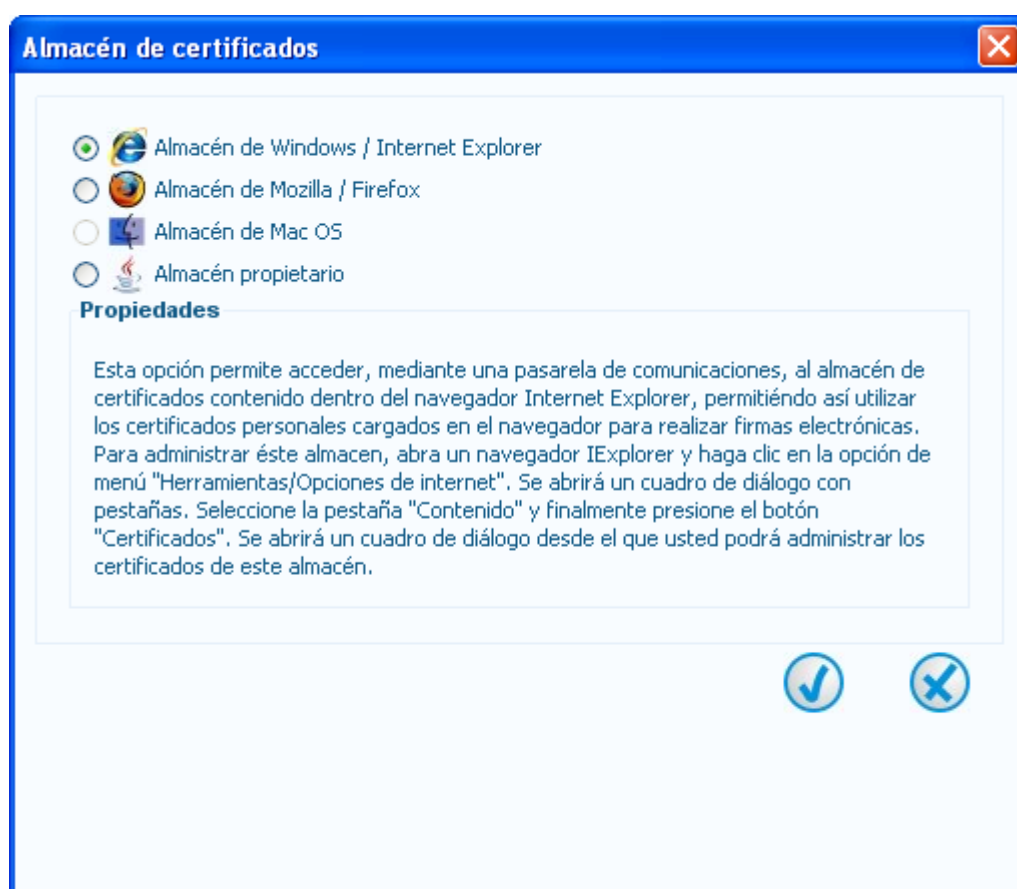 Almacén de certificados
Almacén de Windows / Internet Explorer
Almacén de Mozilla / Firefox
Almacén de Mac OS
Almacén propietario
Propiedades
Esta opción permite acceder, mediante una pasarela de comunicaciones, al almacén de
certificados contenido dentro del navegador Internet Explorer, permitiéndo así utilizar
los certificados personales cargados en el navegador para realizar firmas electrónicas.
Para administrar éste almacen, abra un navegador IExplorer y haga clic en la opción de
menú "Herramientas/Opciones de internet". Se abrirá un cuadro de diálogo con
pestañas. Seleccione la pestaña "Contenido" y finalmente presione el botón
"Certificados". Se abrirá un cuadro de diálogo desde el que usted podrá administrar los
certificados de este almacén.